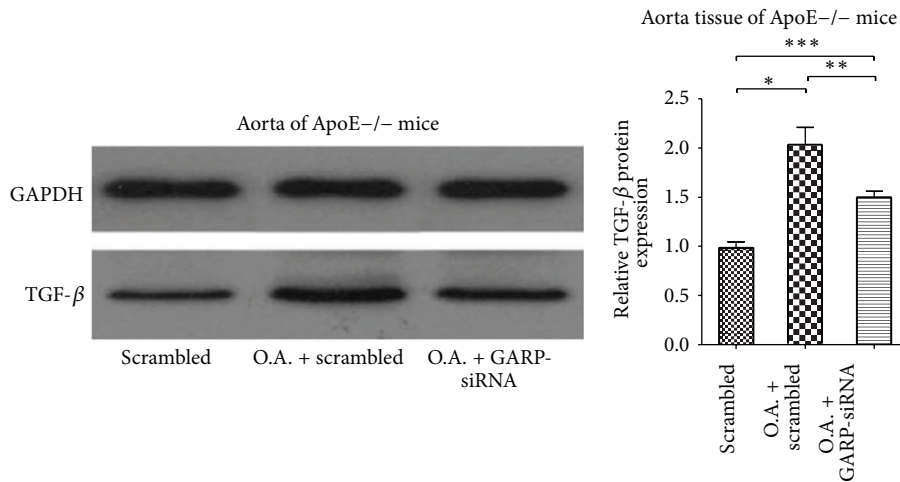 Aorta of ApoE−/− mice
GAPDH
TGF-β
Scrambled
O.A. + scrambled
O.A. + GARP-
siRNA
Aorta tissue of ApoE−/− mice
***
*
**
Relative TGF-β protein
expression
2.5
2.0
1.5
1.0
0.5
0.0
Scrambled
O.A. +
scrambled
O.A. +
GARP-siRNA